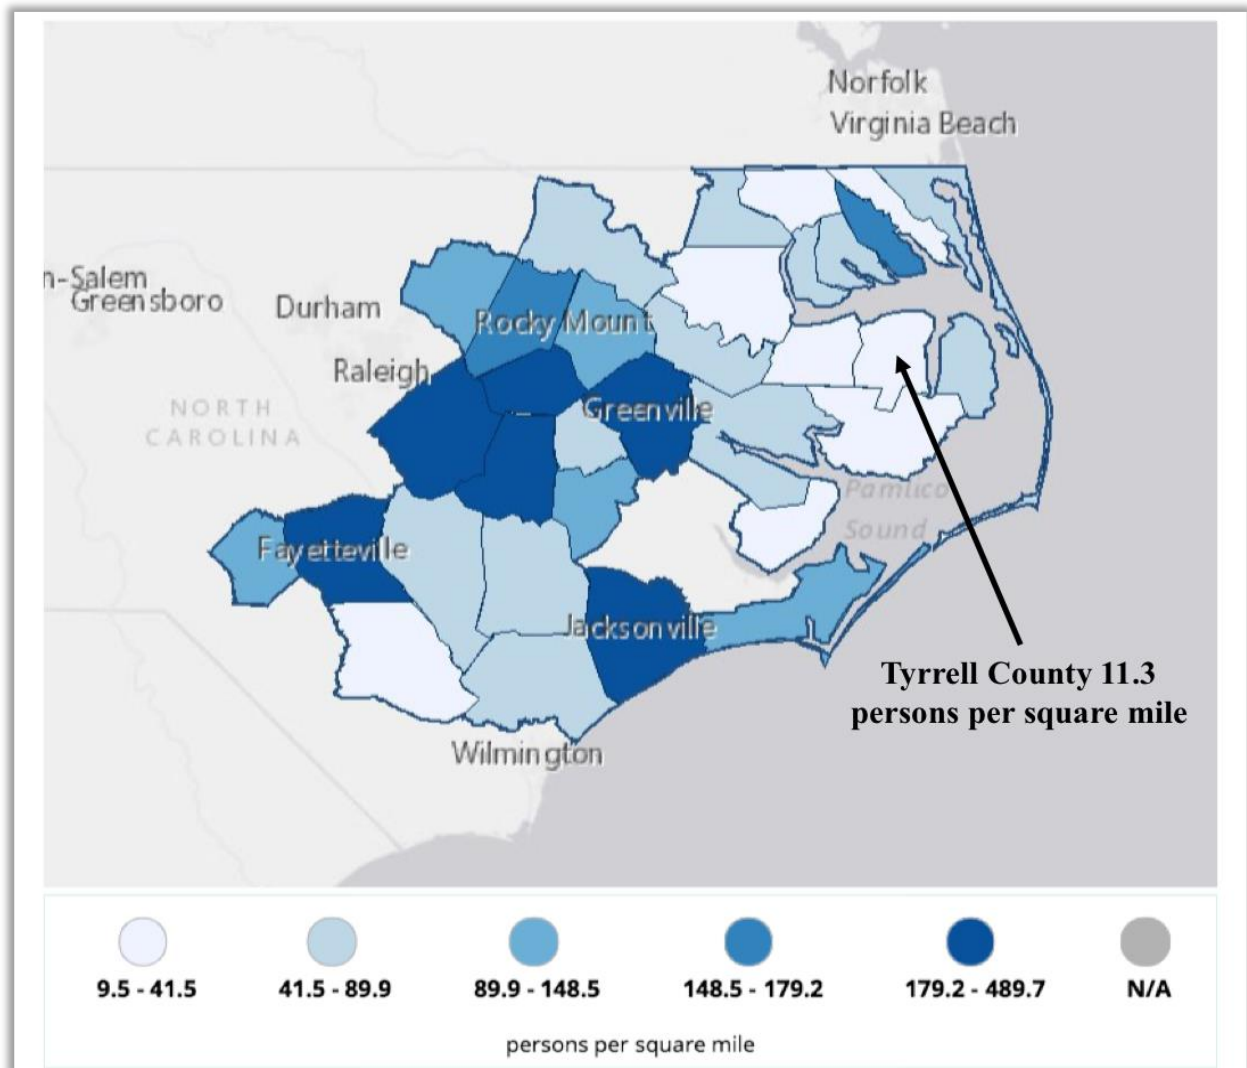 Norfolk
Virginia Beach
n-Salem
Greensboro
Durham
Rocky Mount
Raleigh
NORTH
CAROLINA
Greenville
Pamlico
Sound
Fayetteville
Jacksonville
Tyrrell County 11.3
persons per square mile
Wilmington
9.5 - 41.5
41.5 - 89.9
89.9 - 148.5
148.5 - 179.2
179.2 - 489.7
N/A
persons per square mile